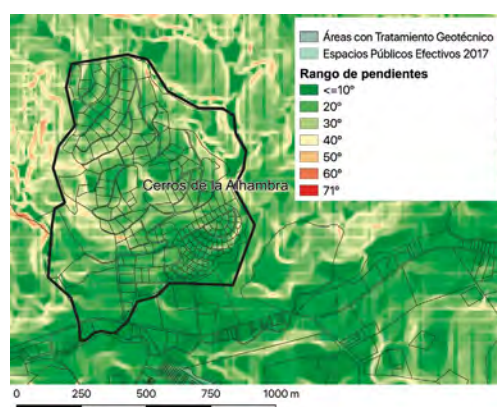 Áreas con Tratamiento Geotécnico
Espacios Públicos Efectivos 2017
Rango de pendientes
<=10°
20°
30°
40°
50°
60°
71°
Cerros de la Alhambra
0 250 500 750 1000 m